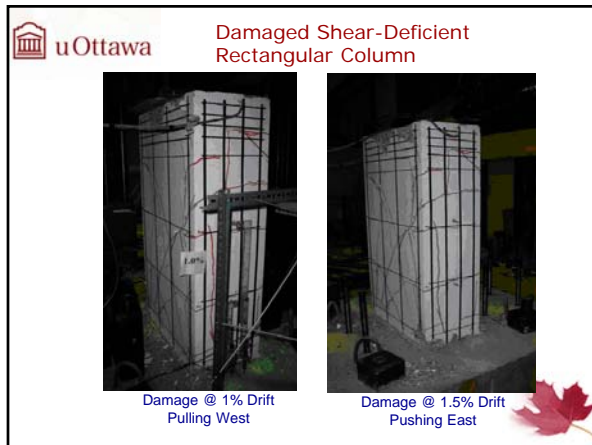 uOttawa
Damaged Shear-Deficient
Rectangular Column
1.0%
Damage @ 1% Drift
Pulling West
Damage @ 1.5% Drift
Pushing East